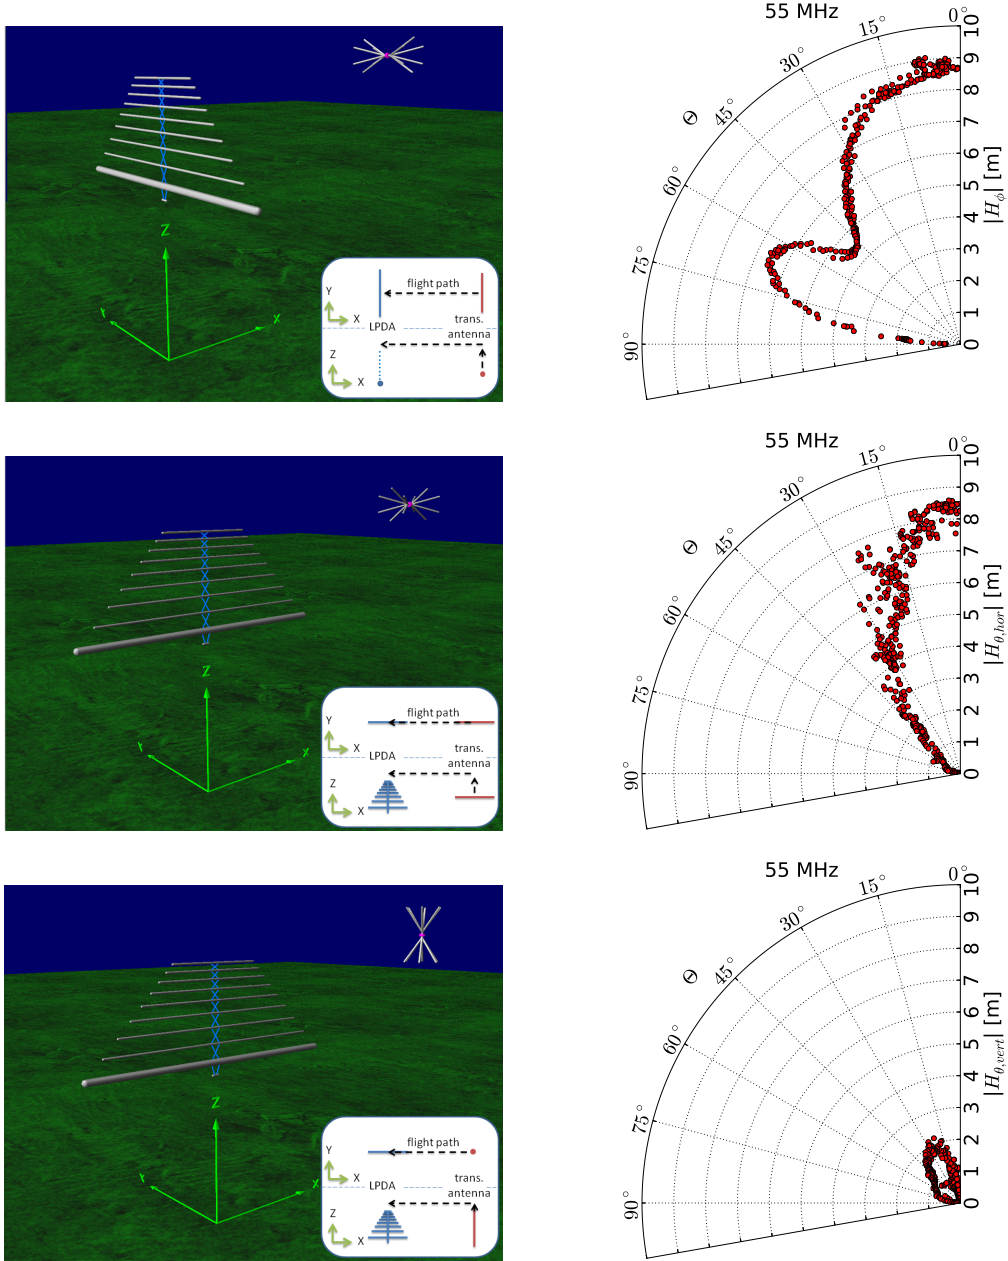 Z
Y
X
flight path
Y
X
LPDA
trans.
antenna
Z
X
55 MHz
0°
15°
30°
45°
60°
75°
90°
Θ
0 1 2 3 4 5 6 7 8 9 10
|H_ϕ| [m]
Z
Y
X
flight path
Y
X
LPDA
trans.
antenna
Z
X
55 MHz
0°
15°
30°
45°
60°
75°
90°
Θ
0 1 2 3 4 5 6 7 8 9 10
|H_θ,hor| [m]
Z
Y
X
flight path
Y
X
LPDA
trans.
antenna
Z
X
55 MHz
0°
15°
30°
45°
60°
75°
90°
Θ
0 1 2 3 4 5 6 7 8 9 10
|H_θ,vert| [m]